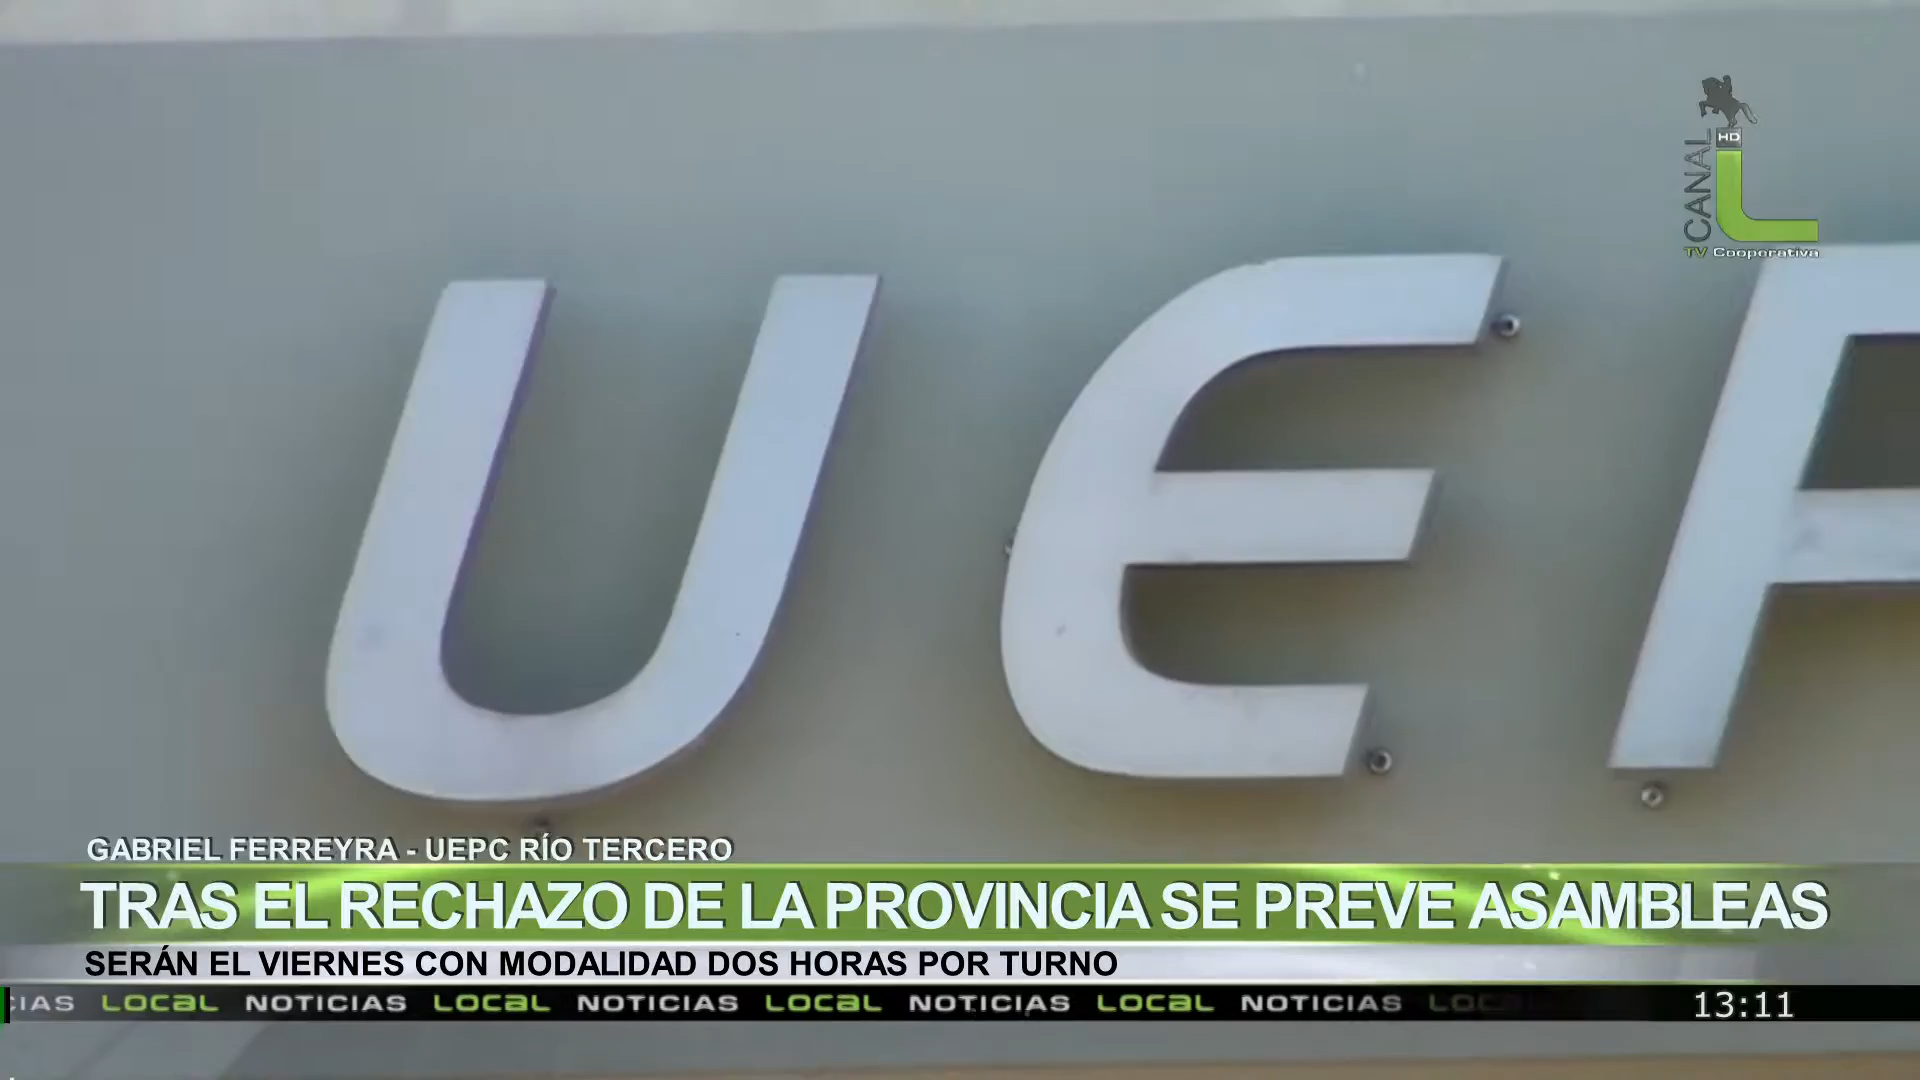 HD
CANAL L
TV Cooperativa
UEP
GABRIEL FERREYRA - UEPC RÍO TERCERO
TRAS EL RECHAZO DE LA PROVINCIA SE PREVE ASAMBLEAS
SERÁN EL VIERNES CON MODALIDAD DOS HORAS POR TURNO
CIAS LOCAL NOTICIAS LOCAL NOTICIAS LOCAL NOTICIAS LOCAL NOTICIAS LOCAL
13:11